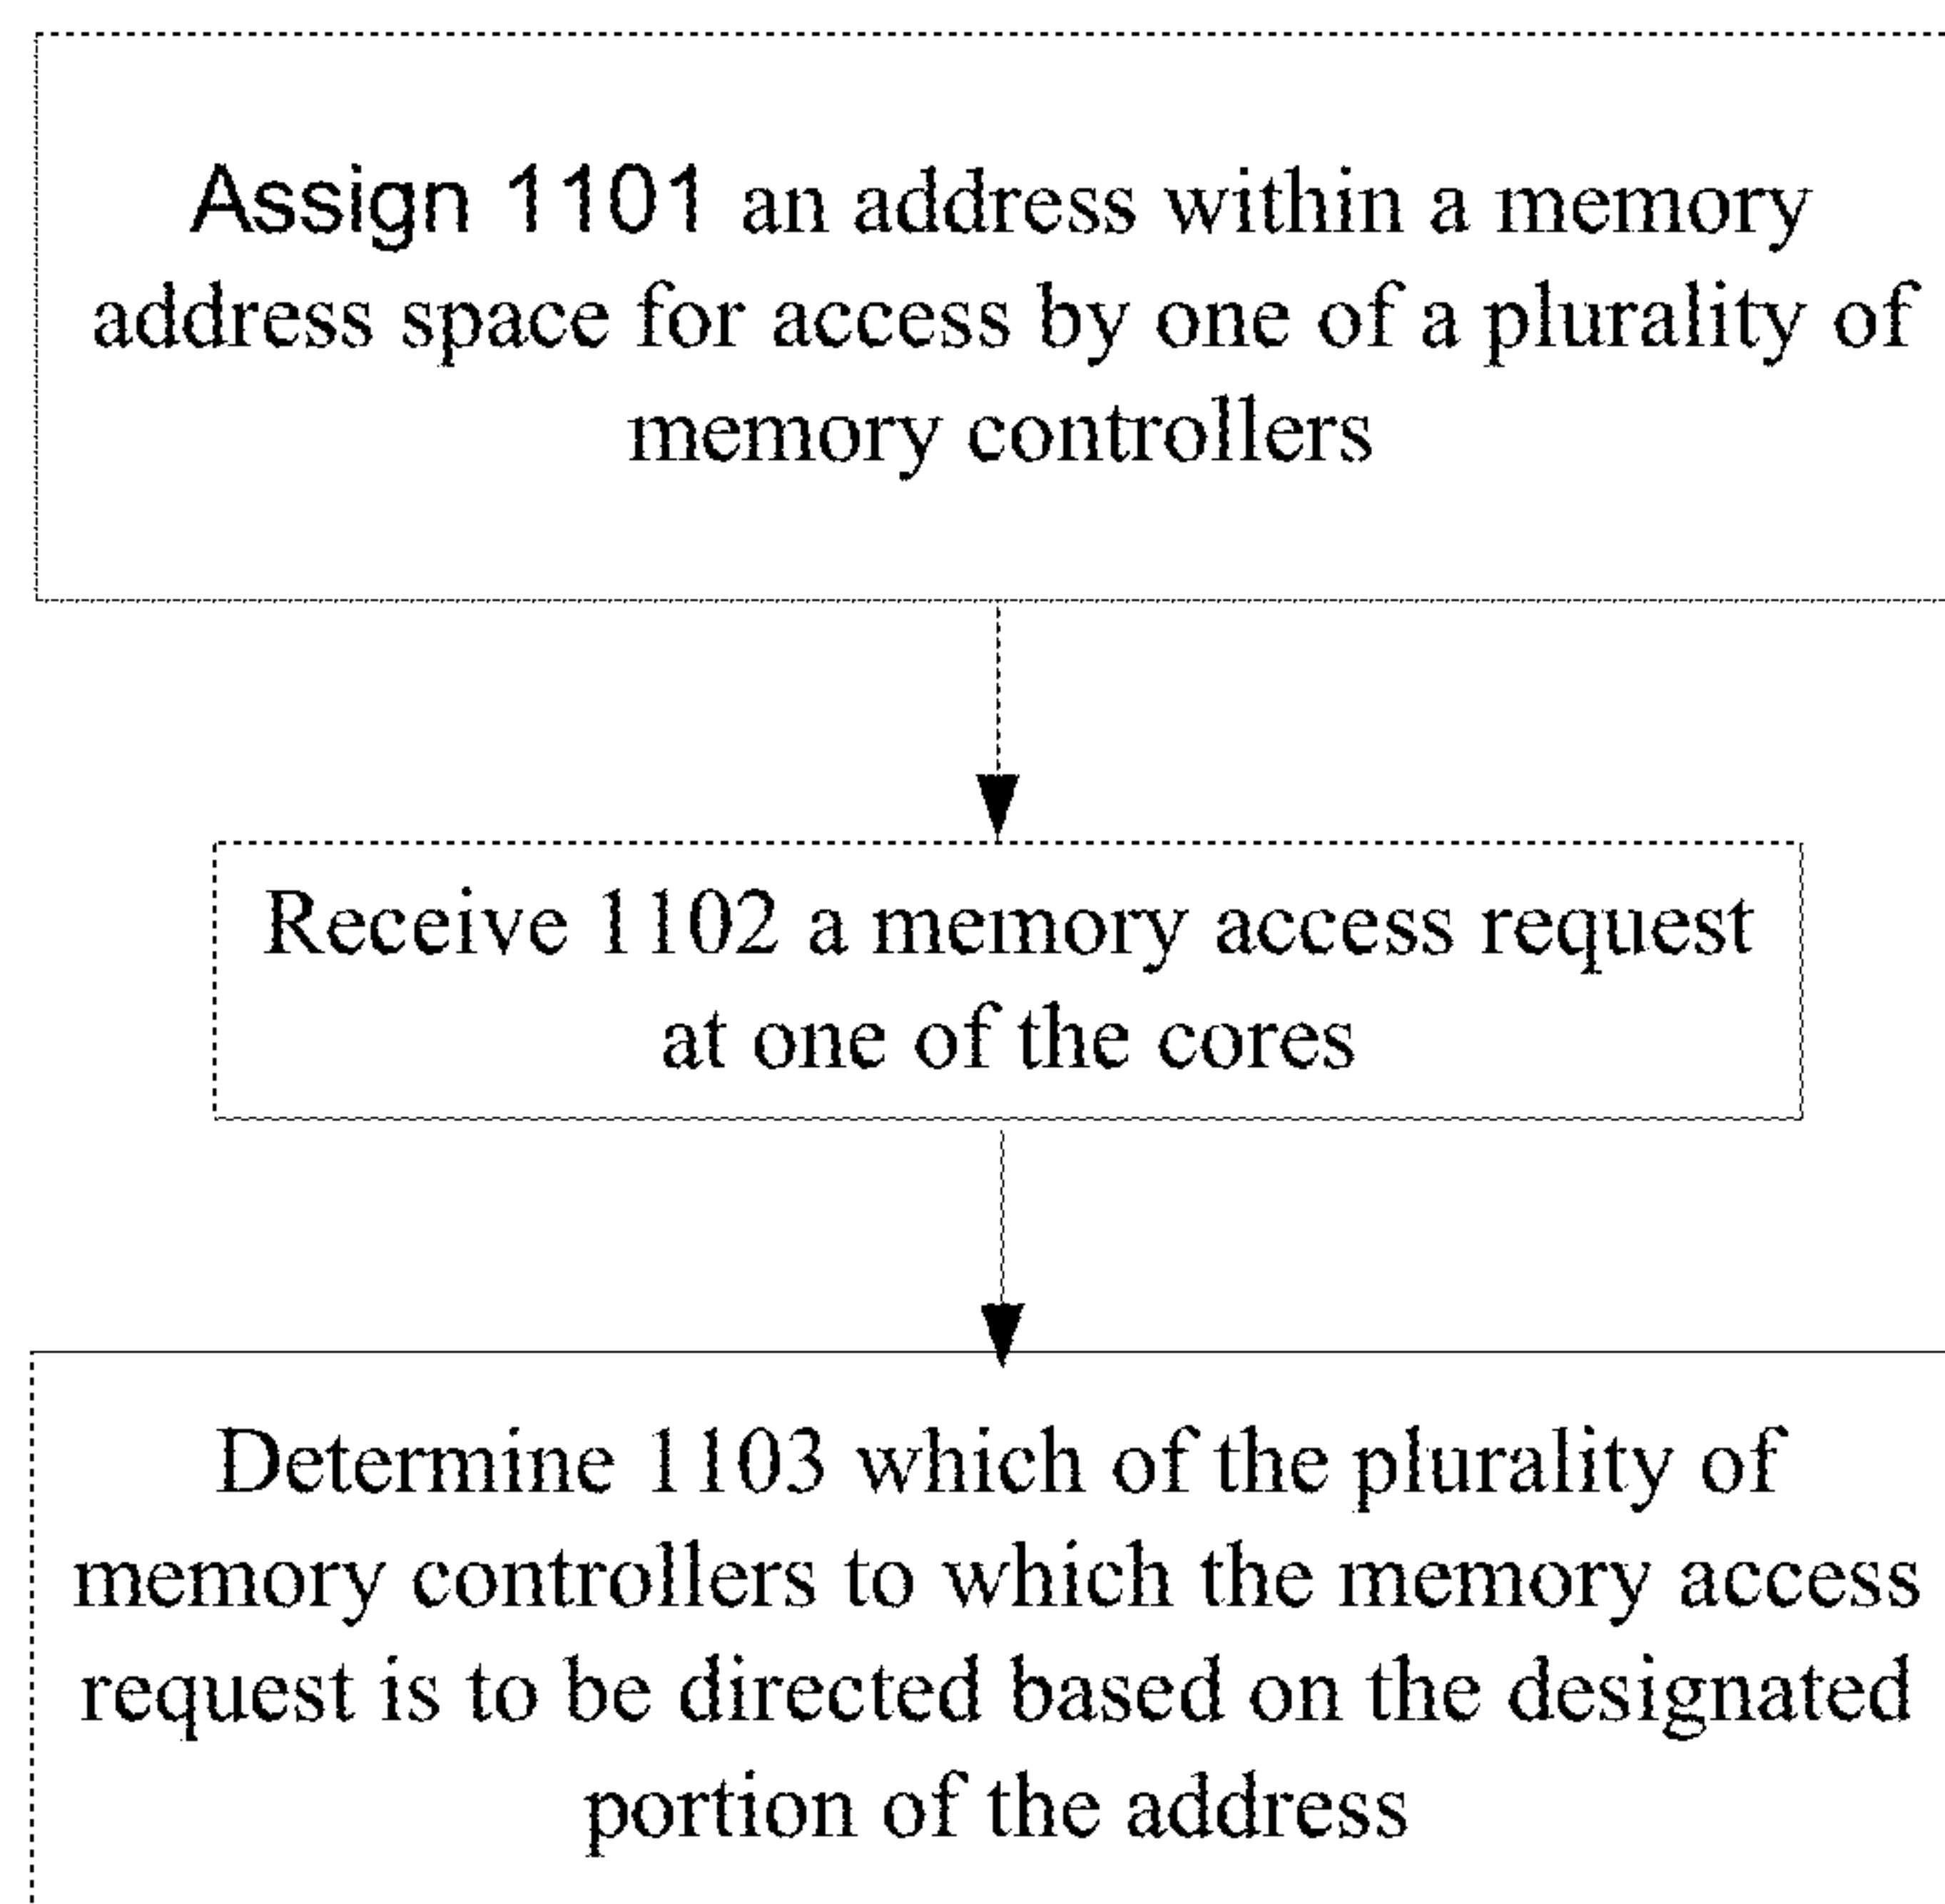 Assign 1101 an address within a memory
address space for access by one of a plurality of
memory controllers
Receive 1102 a memory access request
at one of the cores
Determine 1103 which of the plurality of
memory controllers to which the memory access
request is to be directed based on the designated
portion of the address